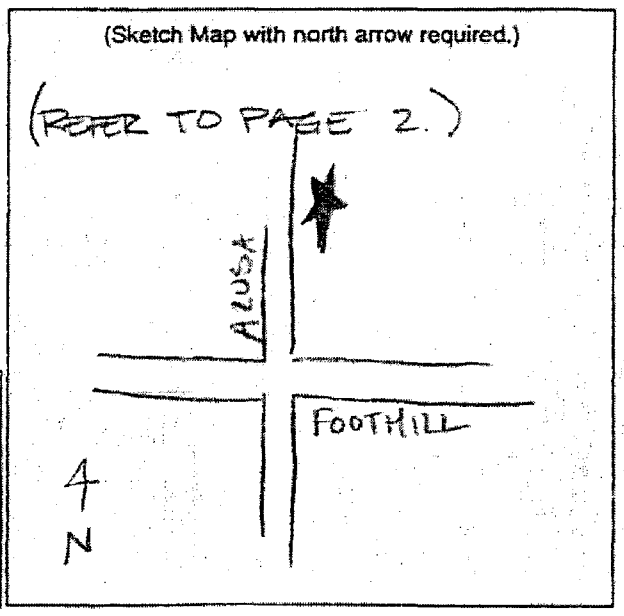 (Sketch Map with north arrow required.)
(REFER TO PAGE 2.)
AZUSA
FOOTHILL
N